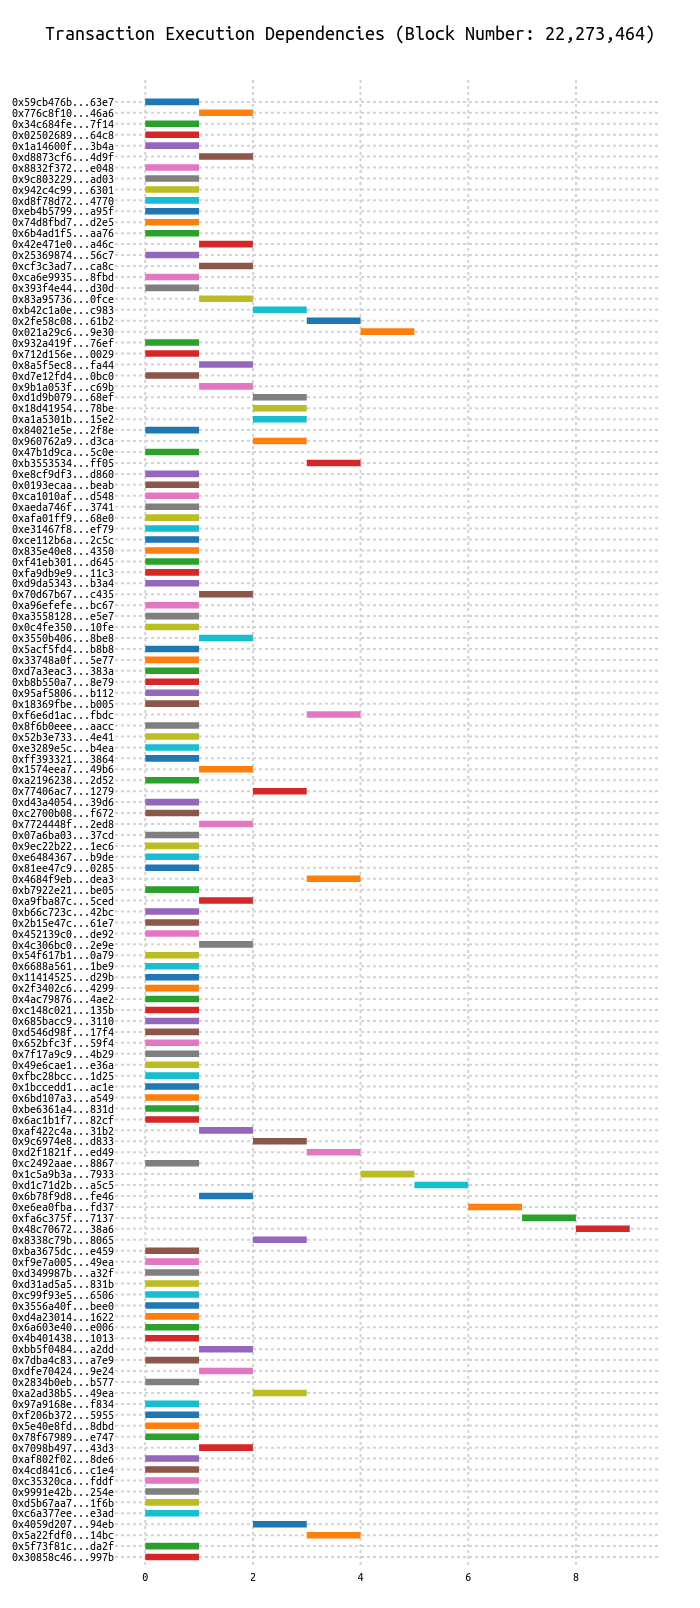 Transaction Execution Dependencies (Block Number: 22,273,464)
0x59cb476b...63e7
0x776c8f10...46a6
0x34c684fe...7f14
0x02502689...64c8
0x1a14600f...3b4a
0xd8873cf6...4d9f
0x8832f372...e048
0x9c803229...ad03
0x942c4c99...6301
0xd8f78d72...4770
0xeb4b5799...a95f
0x74d8fbd7...d2e5
0x6b4ad1f5...aa76
0x42e471e0...a46c
0x25369874...56c7
0xcf3c3ad7...ca8c
0xca6e9935...8fbd
0x393f4e44...d30d
0x83a95736...0fce
0xb42c1a0e...c983
0x2fe58c08...61b2
0x021a29c6...9e30
0x932a419f...76ef
0x712d156e...0029
0x8a5f5ec8...fa44
0xd7e12fd4...0bc0
0x9b1a053f...c69b
0xd1d9b079...68ef
0x18d41954...78be
0xa1a5301b...15e2
0x84021e5e...2f8e
0x960762a9...d3ca
0x47b1d9ca...5c0e
0xb3553534...ff05
0xe8cf9df3...d860
0x0193ecaa...beab
0xca1010af...d548
0xaeda746f...3741
0xafa01ff9...68e0
0xe31467f8...ef79
0xce112b6a...2c5c
0x835e40e8...4350
0xf41eb301...d645
0xfa9db9e9...11c3
0xd9da5343...b3a4
0x70d67b67...c435
0xa96efefe...bc67
0xa3558128...e5e7
0x0c4fe350...10fe
0x3550b406...8be8
0x5acf5fd4...b8b8
0x33748a0f...5e77
0xd7a3eac3...383a
0xb8b550a7...8e79
0x95af5806...b112
0x18369fbe...b005
0xf6e6d1ac...fbdc
0x8f6b0eee...aacc
0x52b3e733...4e41
0xe3289e5c...b4ea
0xff393321...3864
0x1574eea7...49b6
0xa2196238...2d52
0x77406ac7...1279
0xd43a4054...39d6
0xc2700b08...f672
0x7724448f...2ed8
0x07a6ba03...37cd
0x9ec22b22...1ec6
0xe6484367...b9de
0x81ee47c9...0285
0x4684f9eb...dea3
0xb7922e21...be05
0xa9fba87c...5ced
0xb66c723c...42bc
0x2b15e47c...61e7
0x452139c0...de92
0x4c306bc0...2e9e
0x54f617b1...0a79
0x6688a561...1be9
0x11414525...d29b
0x2f3402c6...4299
0x4ac79876...4ae2
0xc148c021...135b
0x685bacc9...3110
0xd546d98f...17f4
0x652bfc3f...59f4
0x7f17a9c9...4b29
0x49e6cae1...e36a
0xfbc28bcc...1d25
0x1bccedd1...ac1e
0x6bd107a3...a549
0xbe6361a4...831d
0x6ac1b1f7...82cf
0xaf422c4a...31b2
0x9c6974e8...d833
0xd2f1821f...ed49
0xc2492aae...8867
0x1c5a9b3a...7933
0xd1c71d2b...a5c5
0x6b78f9d8...fe46
0xe6ea0fba...fd37
0xfa6c375f...7137
0x48c70672...38a6
0x8338c79b...8065
0xba3675dc...e459
0xf9e7a005...49ea
0xd349987b...a32f
0xd31ad5a5...831b
0xc99f93e5...6506
0x3556a40f...bee0
0xd4a23014...1622
0x6a603e40...e006
0x4b401438...1013
0xbb5f0484...a2dd
0x7dba4c83...a7e9
0xdfe70424...9e24
0x2834b0eb...b577
0xa2ad38b5...49ea
0x97a9168e...f834
0xf206b372...5955
0x5e40e8fd...8dbd
0x78f67989...e747
0x7098b497...43d3
0xaf802f02...8de6
0x4cd841c6...c1e4
0xc35320ca...fddf
0x9991e42b...254e
0xd5b67aa7...1f6b
0xc6a377ee...e3ad
0x4059d207...94eb
0x5a22fdf0...14bc
0x5f73f81c...da2f
0x30858c46...997b
0 2 4 6 8